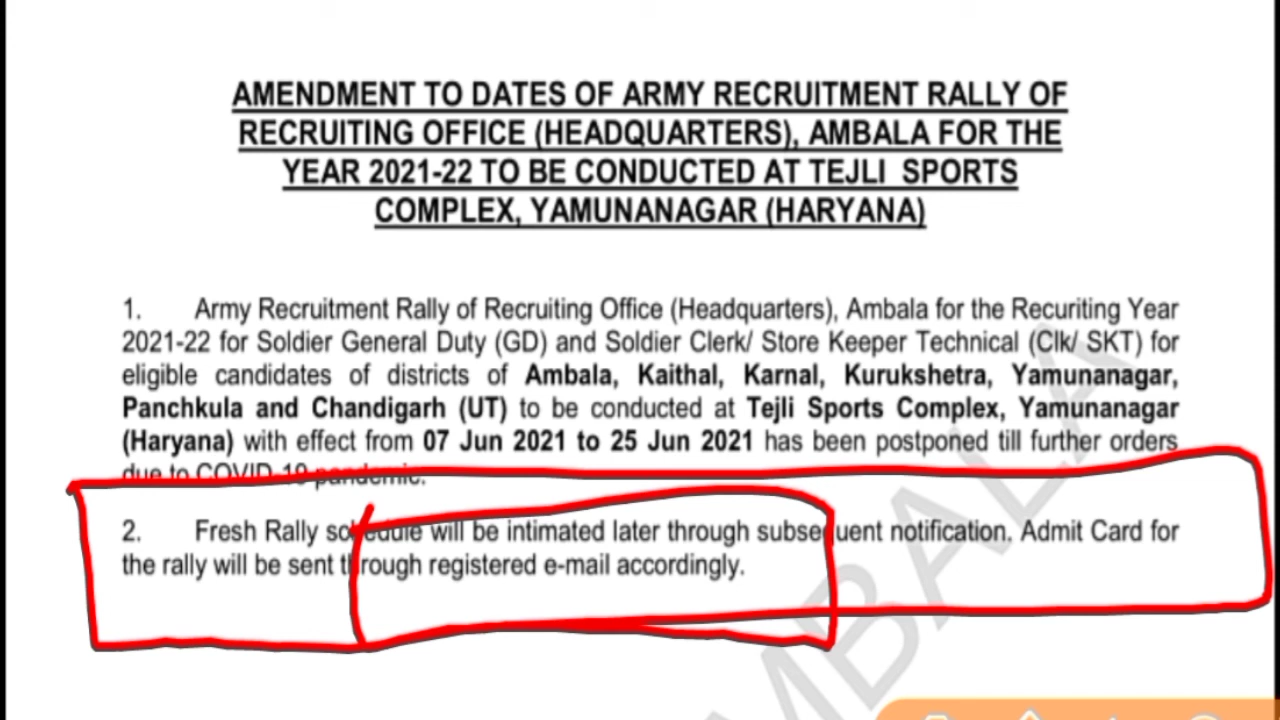 AMENDMENT TO DATES OF ARMY RECRUITMENT RALLY OF
RECRUITING OFFICE (HEADQUARTERS), AMBALA FOR THE
YEAR 2021-22 TO BE CONDUCTED AT TEJLI SPORTS
COMPLEX, YAMUNANAGAR (HARYANA)
1. Army Recruitment Rally of Recruiting Office (Headquarters), Ambala for the Recuriting Year
2021-22 for Soldier General Duty (GD) and Soldier Clerk/ Store Keeper Technical (Clk/ SKT) for
eligible candidates of districts of Ambala, Kaithal, Karnal, Kurukshetra, Yamunanagar,
Panchkula and Chandigarh (UT) to be conducted at Tejli Sports Complex, Yamunanagar
(Haryana) with effect from 07 Jun 2021 to 25 Jun 2021 has been postponed till further orders
due to COVID-19 pandemic.
2. Fresh Rally schedule will be intimated later through subsequent notification. Admit Card for
the rally will be sent through registered e-mail accordingly.
MBALA